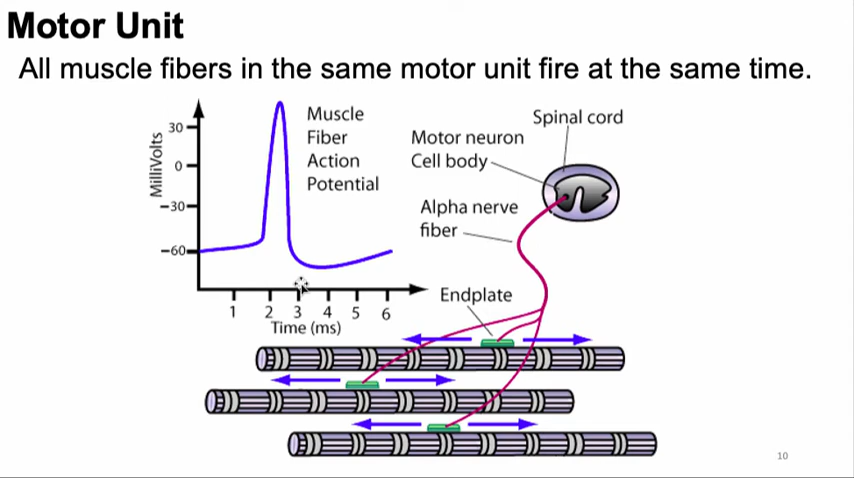 Motor Unit
All muscle fibers in the same motor unit fire at the same time.
MilliVolts
30
0
−30
−60
1 2 3 4 5 6
Time (ms)
Muscle
Fiber
Action
Potential
Spinal cord
Motor neuron
Cell body
Alpha nerve
fiber
Endplate
10